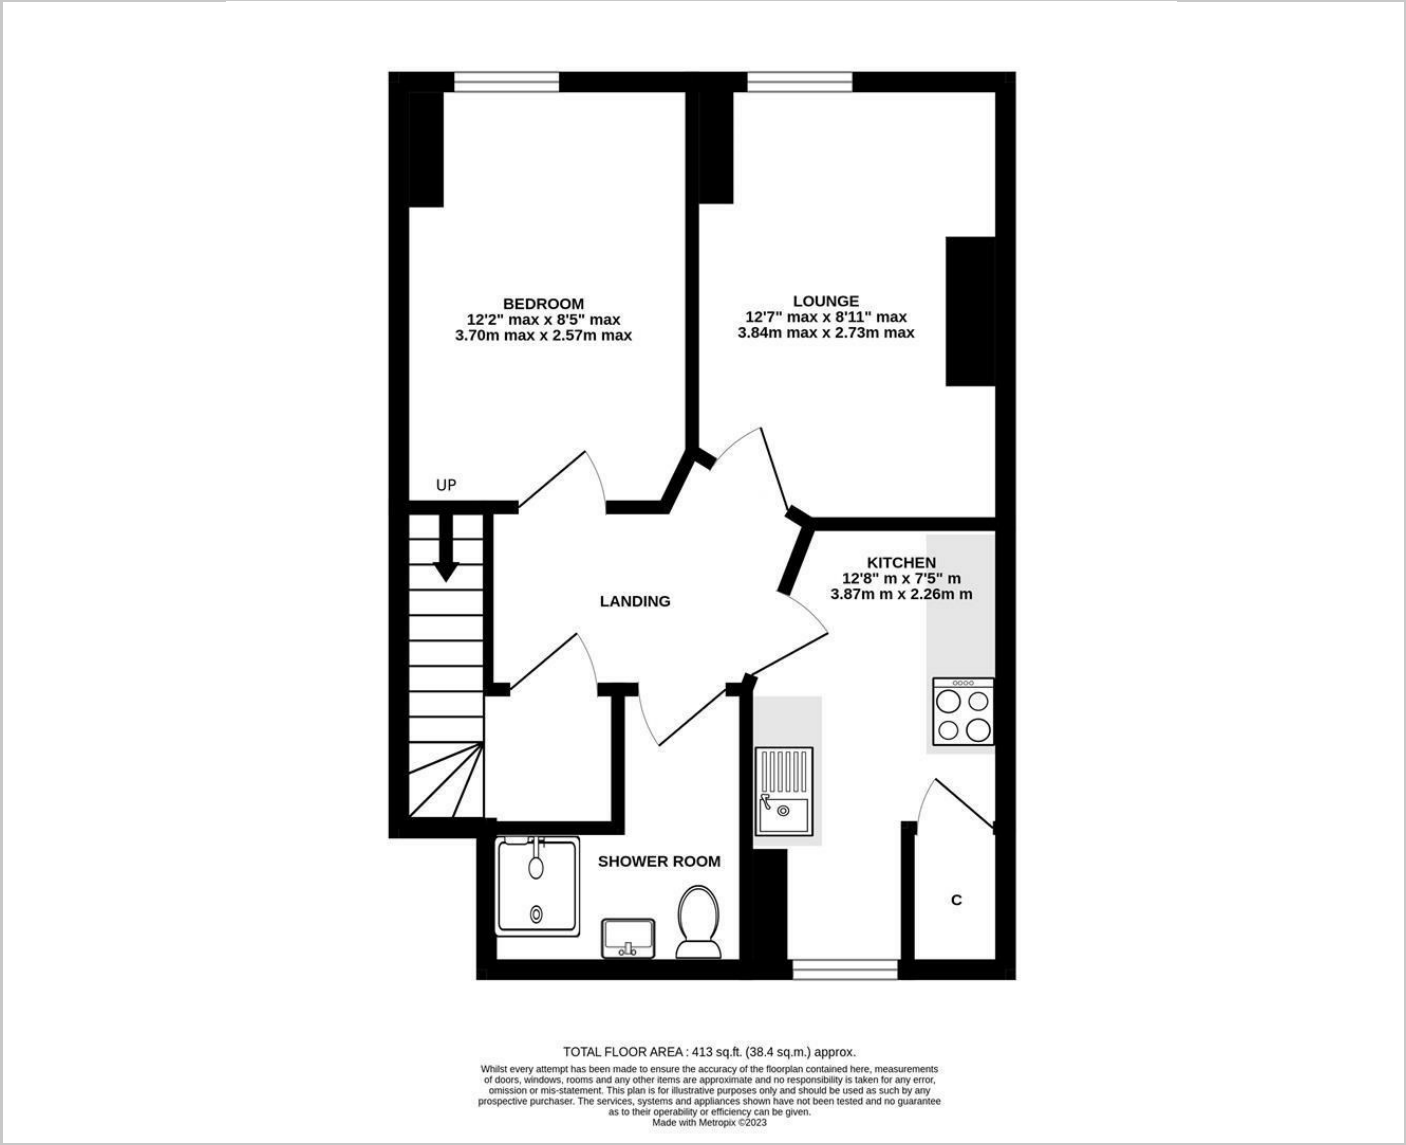 BEDROOM
12'2" max x 8'5" max
3.70m max x 2.57m max
LOUNGE
12'7" max x 8'11" max
3.84m max x 2.73m max
UP
KITCHEN
12'8" m x 7'5" m
3.87m m x 2.26m m
LANDING
SHOWER ROOM
C
TOTAL FLOOR AREA : 413 sq.ft. (38.4 sq.m.) approx.
Whilst every attempt has been made to ensure the accuracy of the floorplan contained here, measurements
of doors, windows, rooms and any other items are approximate and no responsibility is taken for any error,
omission or mis-statement. This plan is for illustrative purposes only and should be used as such by any
prospective purchaser. The services, systems and appliances shown have not been tested and no guarantee
as to their operability or efficiency can be given.
Made with Metropix ©2023